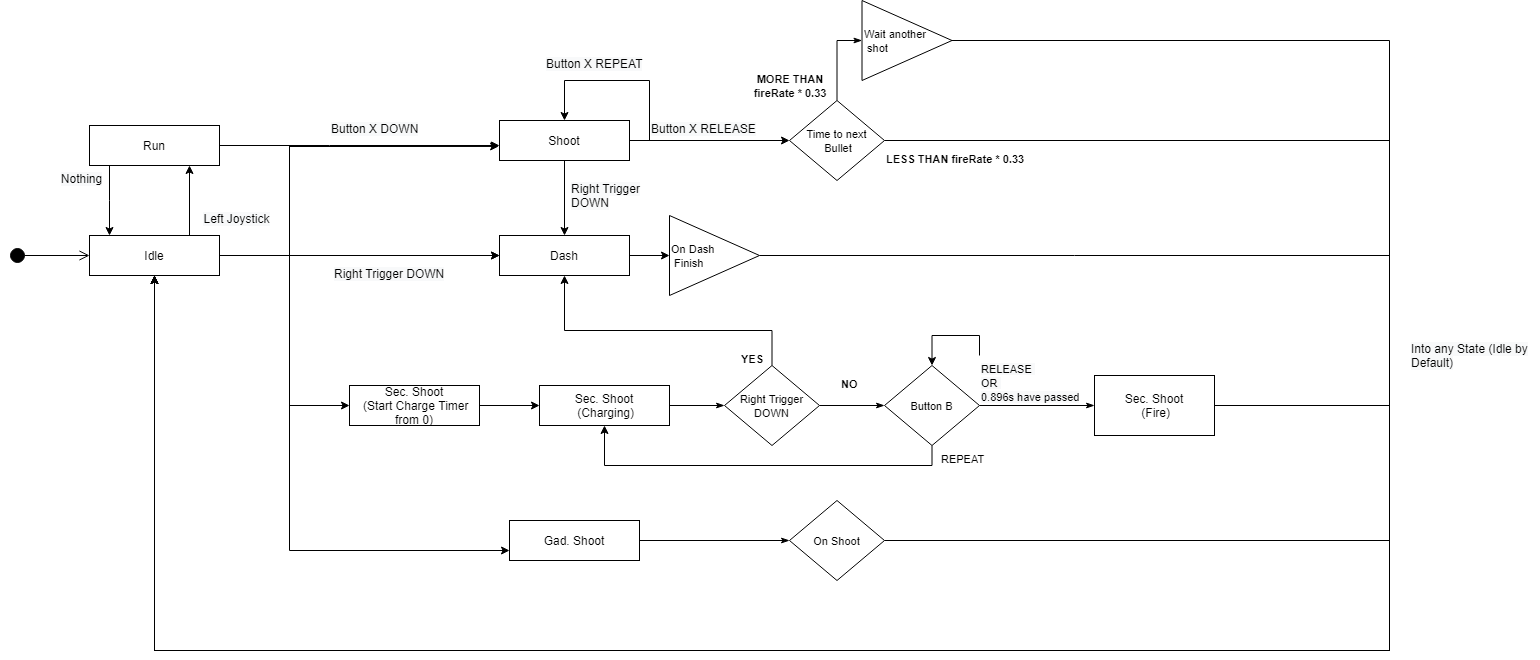 Wait another
shot
Button X REPEAT
MORE THAN
fireRate * 0.33
Button X DOWN
Run
Shoot
Button X RELEASE
Time to next
Bullet
LESS THAN fireRate * 0.33
Nothing
Right Trigger
DOWN
Left Joystick
Idle
Right Trigger DOWN
Dash
On Dash
Finish
Into any State (Idle by
Default)
YES
NO
RELEASE
OR
0.896s have passed
Sec. Shoot
(Start Charge Timer
from 0)
Sec. Shoot
(Charging)
Right Trigger
DOWN
Button B
Sec. Shoot
(Fire)
REPEAT
Gad. Shoot
On Shoot